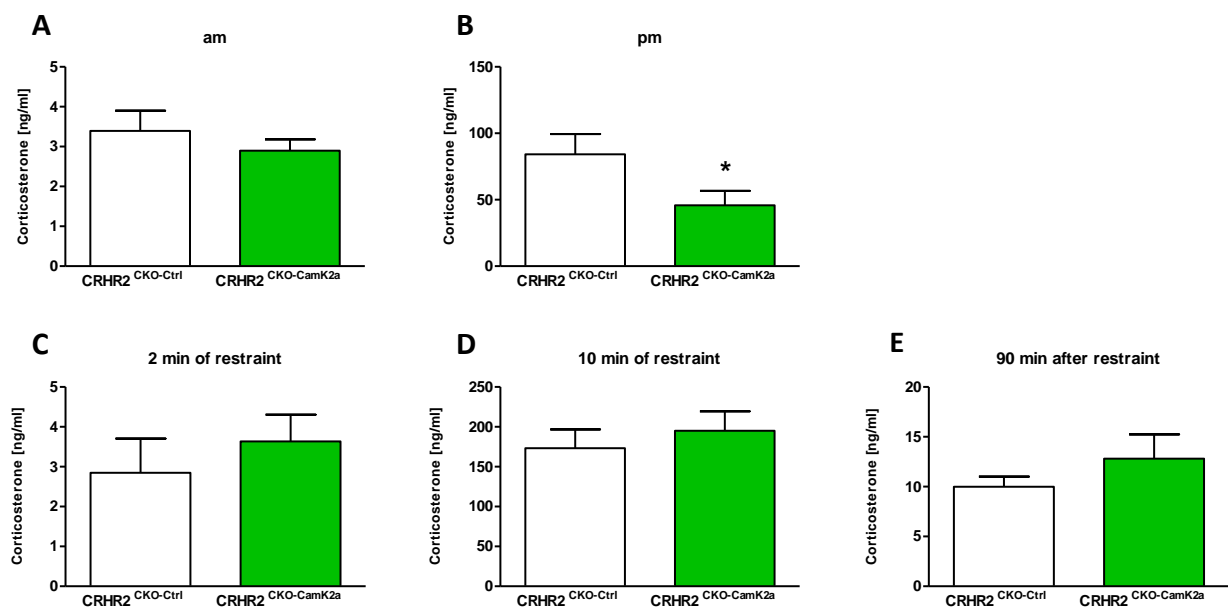 A
am
Corticosterone [ng/ml]
5
4
3
2
1
0
CRHR2 CKO-Ctrl
CRHR2 CKO-CamK2a
B
pm
Corticosterone [ng/ml]
150
100
50
0
*
CRHR2 CKO-Ctrl
CRHR2 CKO-CamK2a
C
2 min of restraint
Corticosterone [ng/ml]
5
4
3
2
1
0
CRHR2 CKO-Ctrl
CRHR2 CKO-CamK2a
D
10 min of restraint
Corticosterone [ng/ml]
250
200
150
100
50
0
CRHR2 CKO-Ctrl
CRHR2 CKO-CamK2a
E
90 min after restraint
Corticosterone [ng/ml]
20
15
10
5
0
CRHR2 CKO-Ctrl
CRHR2 CKO-CamK2a